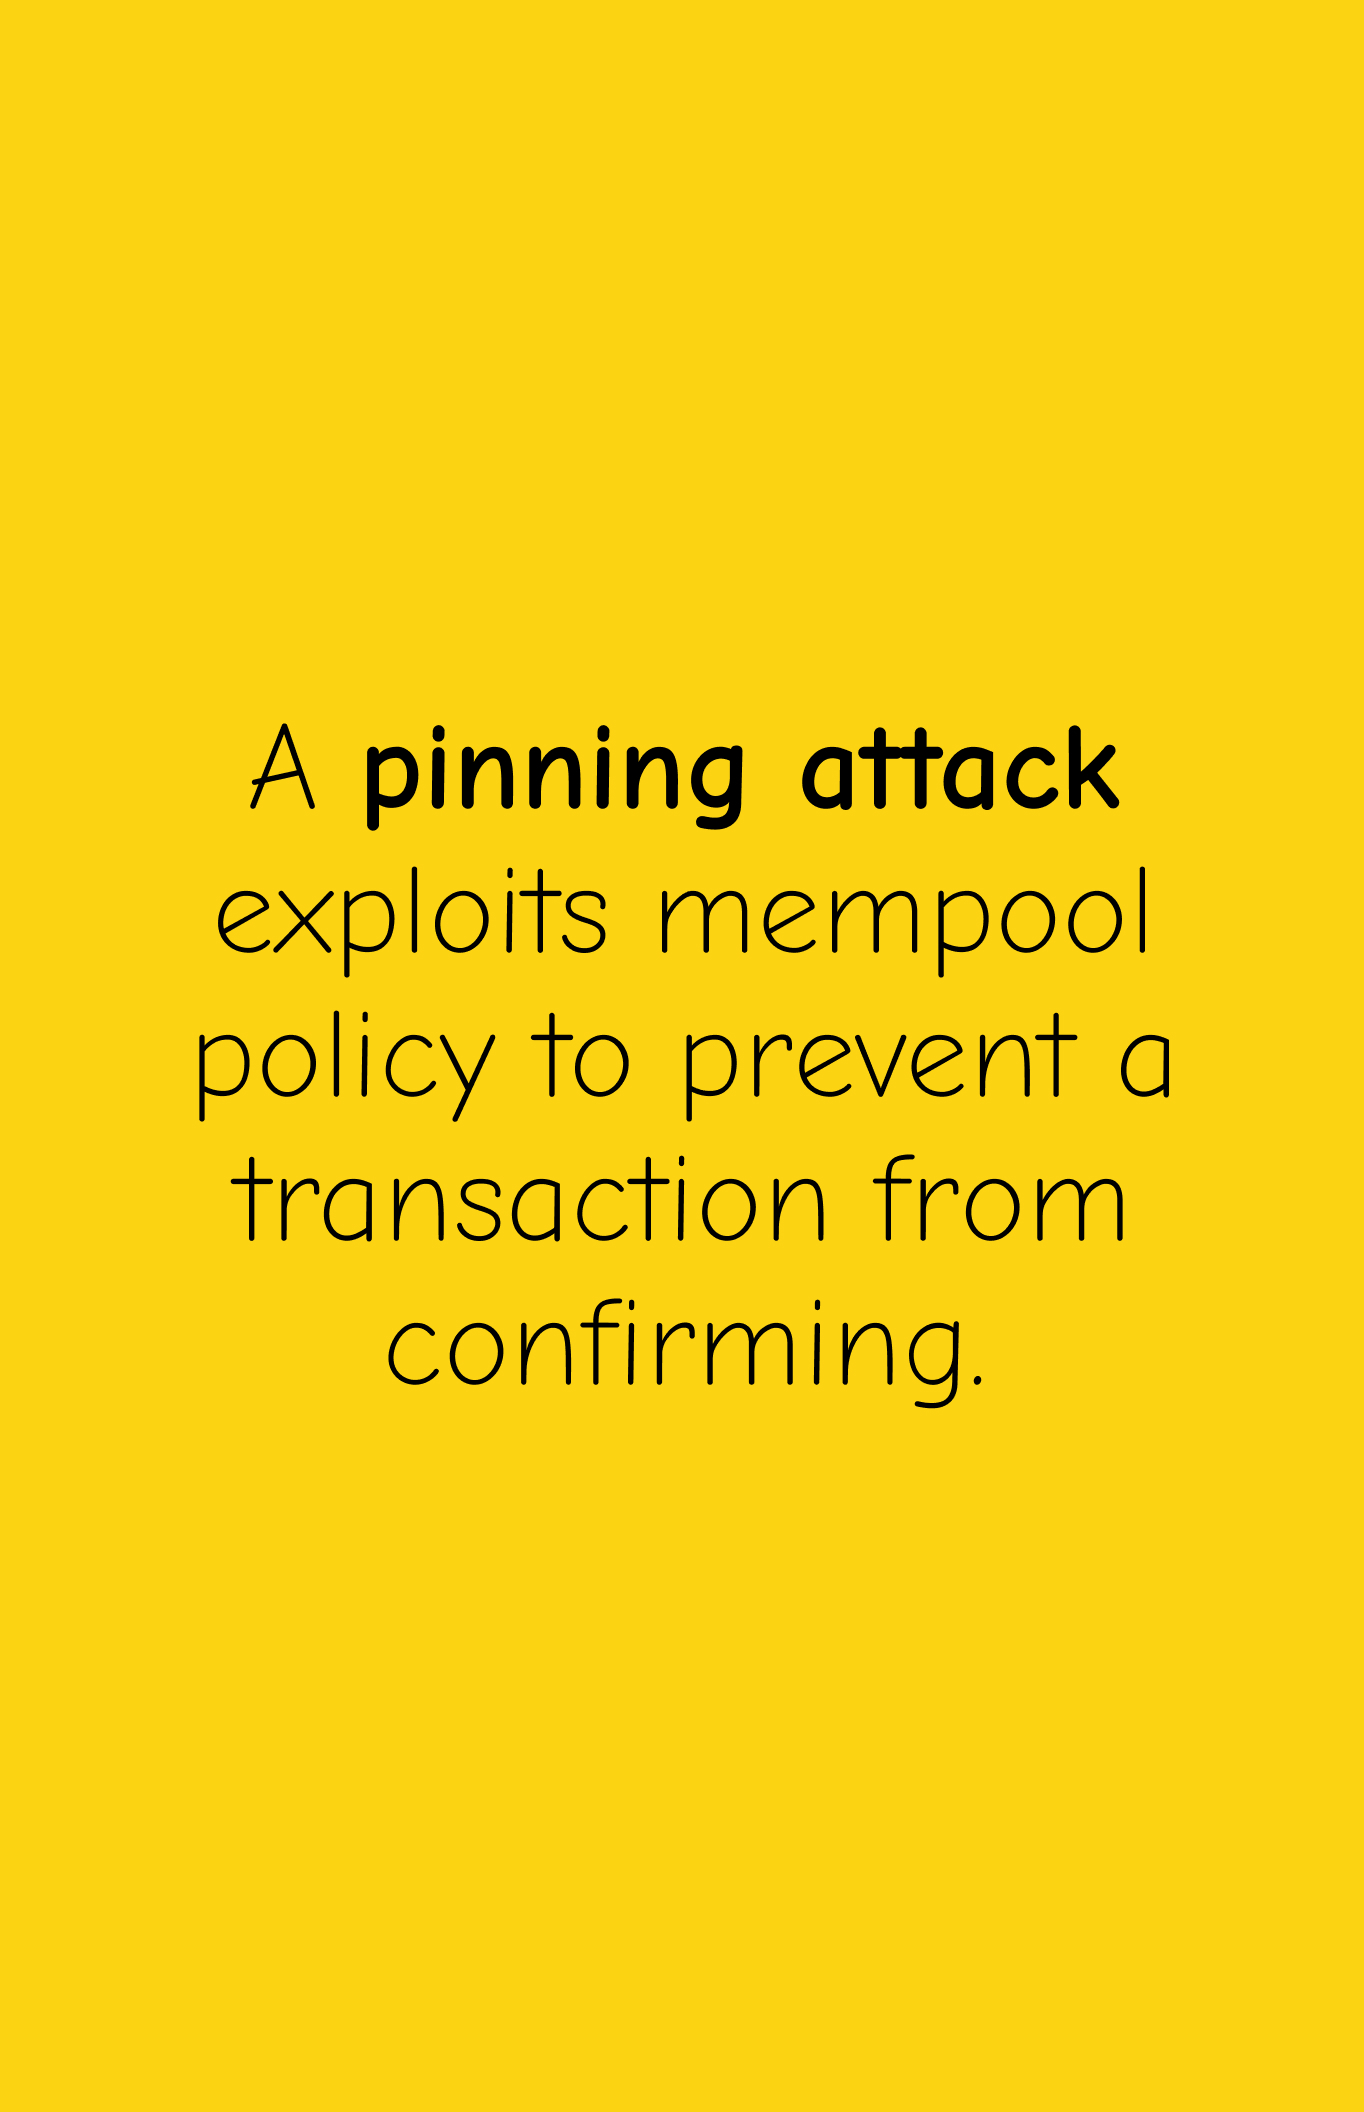 A pinning attack
exploits mempool
policy to prevent a
transaction from
confirming.